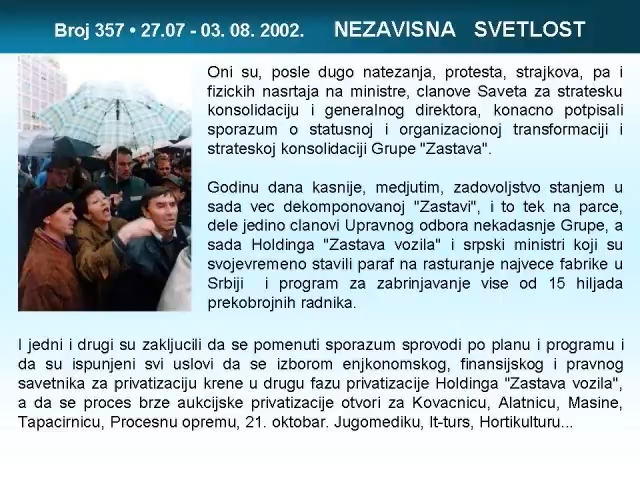 Broj 357 • 27.07 - 03. 08. 2002. NEZAVISNA SVETLOST
Oni su, posle dugo natezanja, protesta, strajkova, pa i
fizickih nasrtaja na ministre, clanove Saveta za stratesku
konsolidaciju i generalnog direktora, konacno potpisali
sporazum o statusnoj i organizacionoj transformaciji i
strateskoj konsolidaciji Grupe "Zastava".
Godinu dana kasnije, medjutim, zadovoljstvo stanjem u
sada vec dekomponovanoj "Zastavi", i to tek na parce,
dele jedino clanovi Upravnog odbora nekadasnje Grupe, a
sada Holdinga "Zastava vozila" i srpski ministri koji su
svojevremeno stavili paraf na rasturanje najvece fabrike u
Srbiji i program za zabrinjavanje vise od 15 hiljada
prekobrojnih radnika.
I jedni i drugi su zakljucili da se pomenuti sporazum sprovodi po planu i programu i
da su ispunjeni svi uslovi da se izborom enjkonomskog, finansijskog i pravnog
savetnika za privatizaciju krene u drugu fazu privatizacije Holdinga "Zastava vozila",
a da se proces brze aukcijske privatizacije otvori za Kovacnicu, Alatnicu, Masine,
Tapacirnicu, Procesnu opremu, 21. oktobar. Jugomediku, It-turs, Hortikulturu...